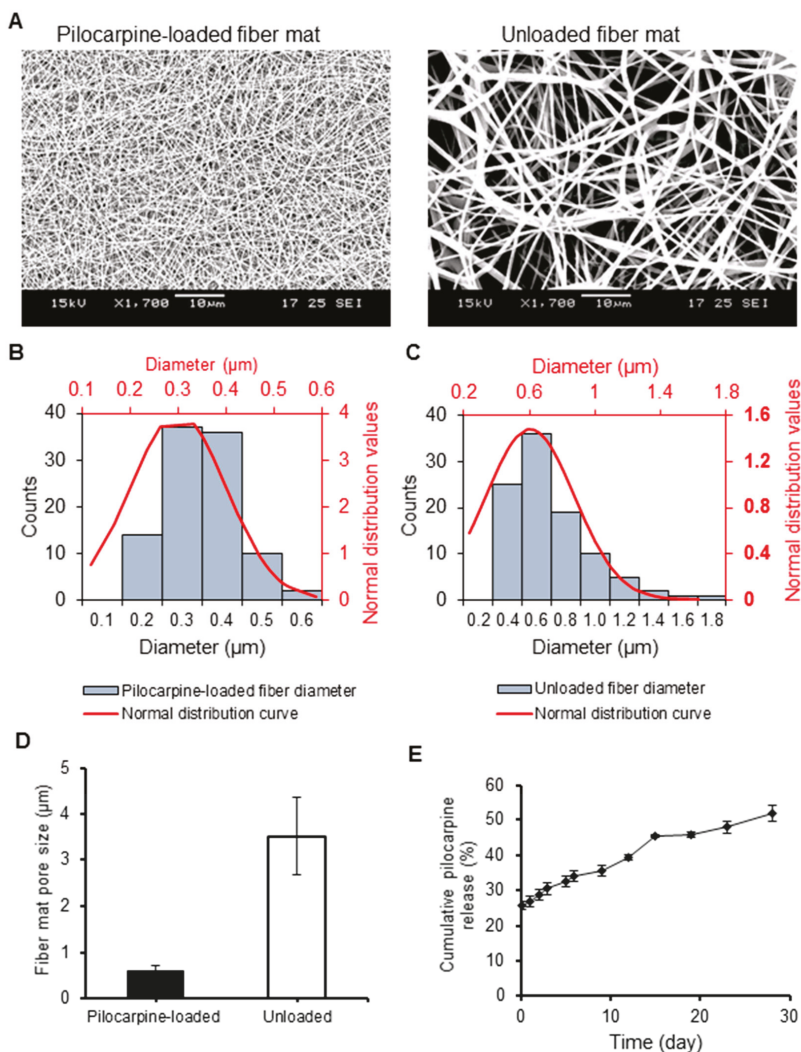 A
Pilocarpine-loaded fiber mat
Unloaded fiber mat
15kV X1,700 10µm 17 25 SEI
15kV X1,700 10µm 17 25 SEI
B
Diameter (µm)
0.1 0.2 0.3 0.4 0.5 0.6
40
30
20
10
0
Counts
4
3
2
1
0
Normal distribution values
0.1 0.2 0.3 0.4 0.5 0.6
Diameter (µm)
Pilocarpine-loaded fiber diameter
Normal distribution curve
C
Diameter (µm)
0.2 0.6 1 1.4 1.8
40
30
20
10
0
Counts
1.6
1.2
0.8
0.4
0
Normal distribution values
0.2 0.4 0.6 0.8 1.0 1.2 1.4 1.6 1.8
Diameter (µm)
Unloaded fiber diameter
Normal distribution curve
D
5
4
3
2
1
0
Fiber mat pore size (µm)
Pilocarpine-loaded Unloaded
E
60
50
40
30
20
10
0
Cumulative pilocarpine
release (%)
0 10 20 30
Time (day)